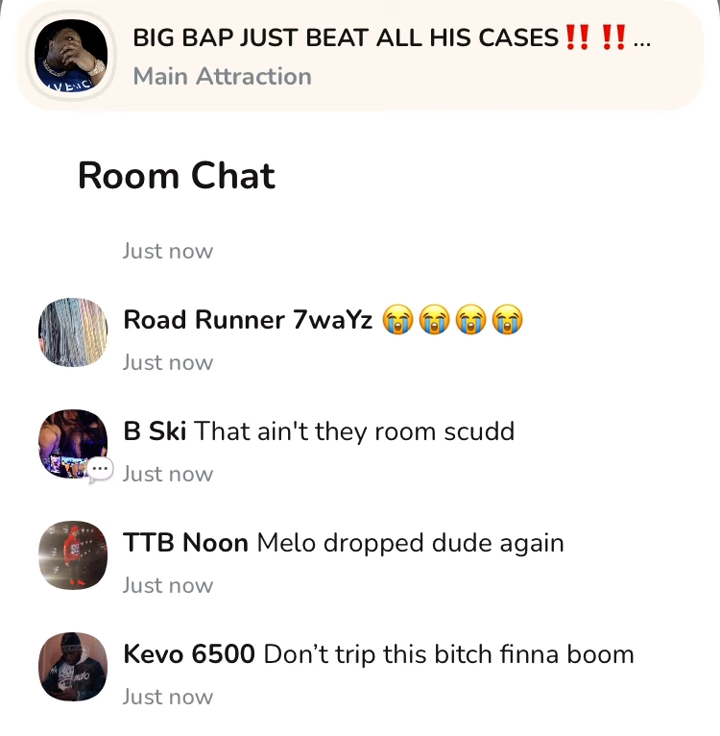 BIG BAP JUST BEAT ALL HIS CASES‼️ ‼️...
Main Attraction
Room Chat
Just now
Road Runner 7waYz 😭😭😭😭
Just now
B Ski That ain't they room scudd
Just now
TTB Noon Melo dropped dude again
Just now
Kevo 6500 Don’t trip this bitch finna boom
Just now